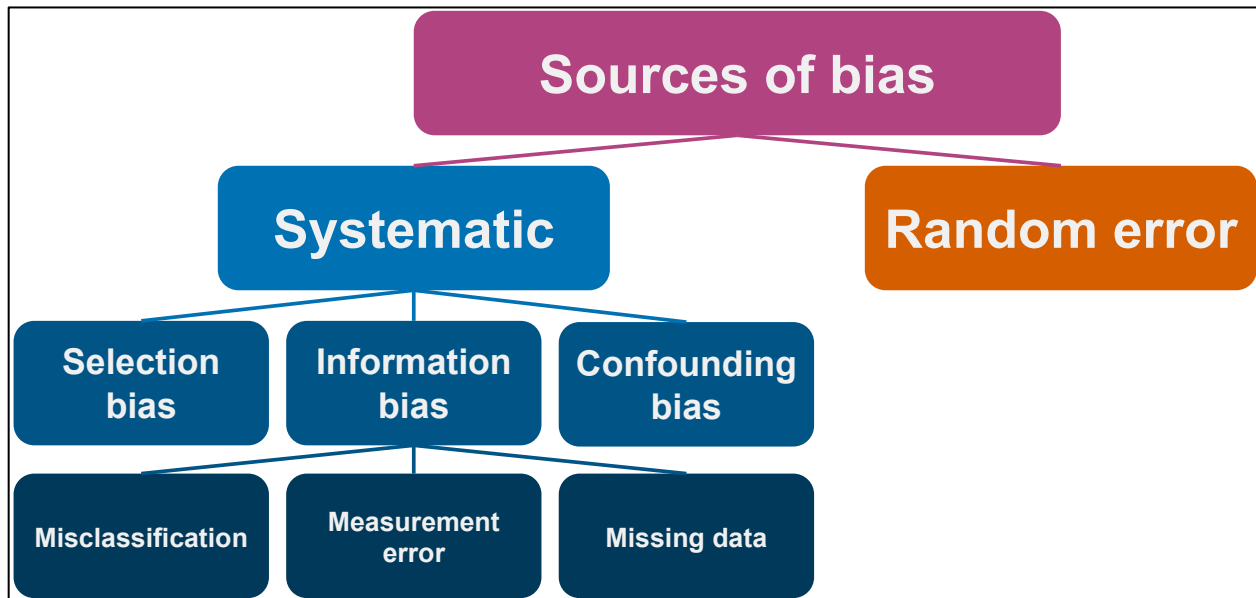 Sources of bias
Systematic
Random error
Selection
bias
Information
bias
Confounding
bias
Misclassification
Measurement
error
Missing data